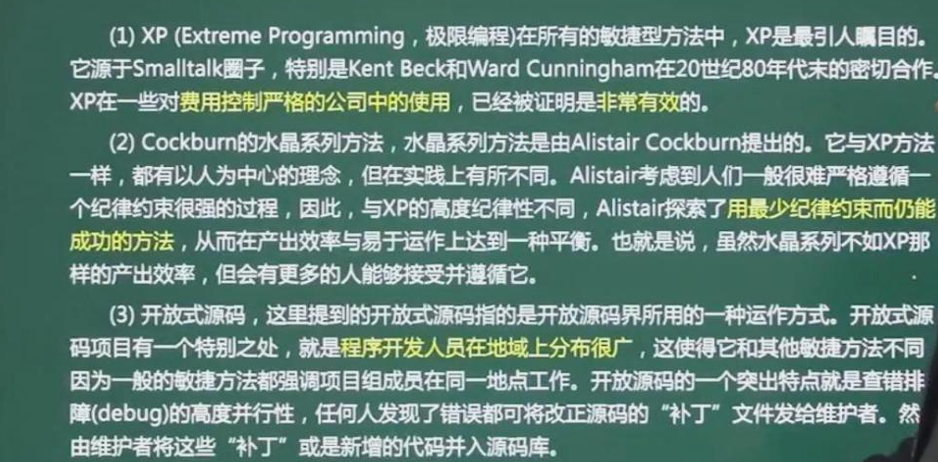 (1) XP (Extreme Programming，极限编程)在所有的敏捷型方法中，XP是最引人瞩目的。
它源于Smalltalk圈子，特别是Kent Beck和Ward Cunningham在20世纪80年代末的密切合作。
XP在一些对费用控制严格的公司中的使用，已经被证明是非常有效的。
(2) Cockburn的水晶系列方法，水晶系列方法是由Alistair Cockburn提出的。它与XP方法
一样，都有以人为中心的理念，但在实践上有所不同。Alistair考虑到人们一般很难严格遵循一
个纪律约束很强的过程，因此，与XP的高度纪律性不同，Alistair探索了用最少纪律约束而仍能
成功的方法，从而在产出效率与易于运作上达到一种平衡。也就是说，虽然水晶系列不如XP那
样的产出效率，但会有更多的人能够接受并遵循它。
(3) 开放式源码，这里提到的开放式源码指的是开放源码界所用的一种运作方式。开放式源
码项目有一个特别之处，就是程序开发人员在地域上分布很广，这使得它和其他敏捷方法不同
因为一般的敏捷方法都强调项目组成员在同一地点工作。开放源码的一个突出特点就是查错排
障(debug)的高度并行性，任何人发现了错误都可将改正源码的“补丁”文件发给维护者。然
由维护者将这些“补丁”或是新增的代码并入源码库。